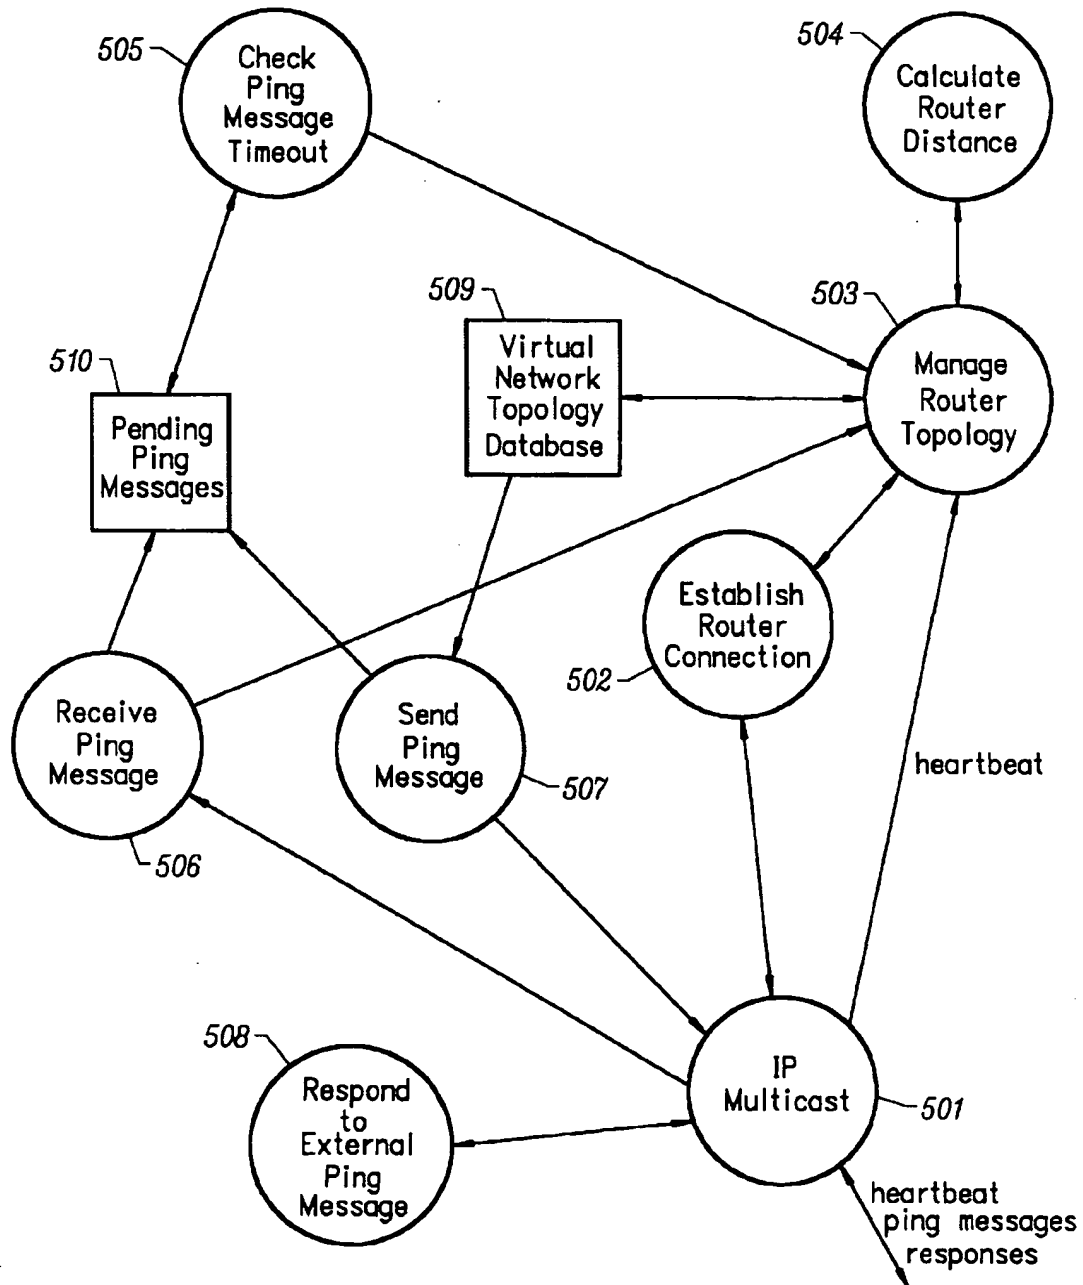 505
Check
Ping
Message
Timeout
504
Calculate
Router
Distance
503
Manage
Router
Topology
509
Virtual
Network
Topology
Database
510
Pending
Ping
Messages
Establish
Router
Connection
502
Receive
Ping
Message
506
Send
Ping
Message
507
heartbeat
508
Respond
to
External
Ping
Message
IP
Multicast
501
heartbeat
ping messages
responses